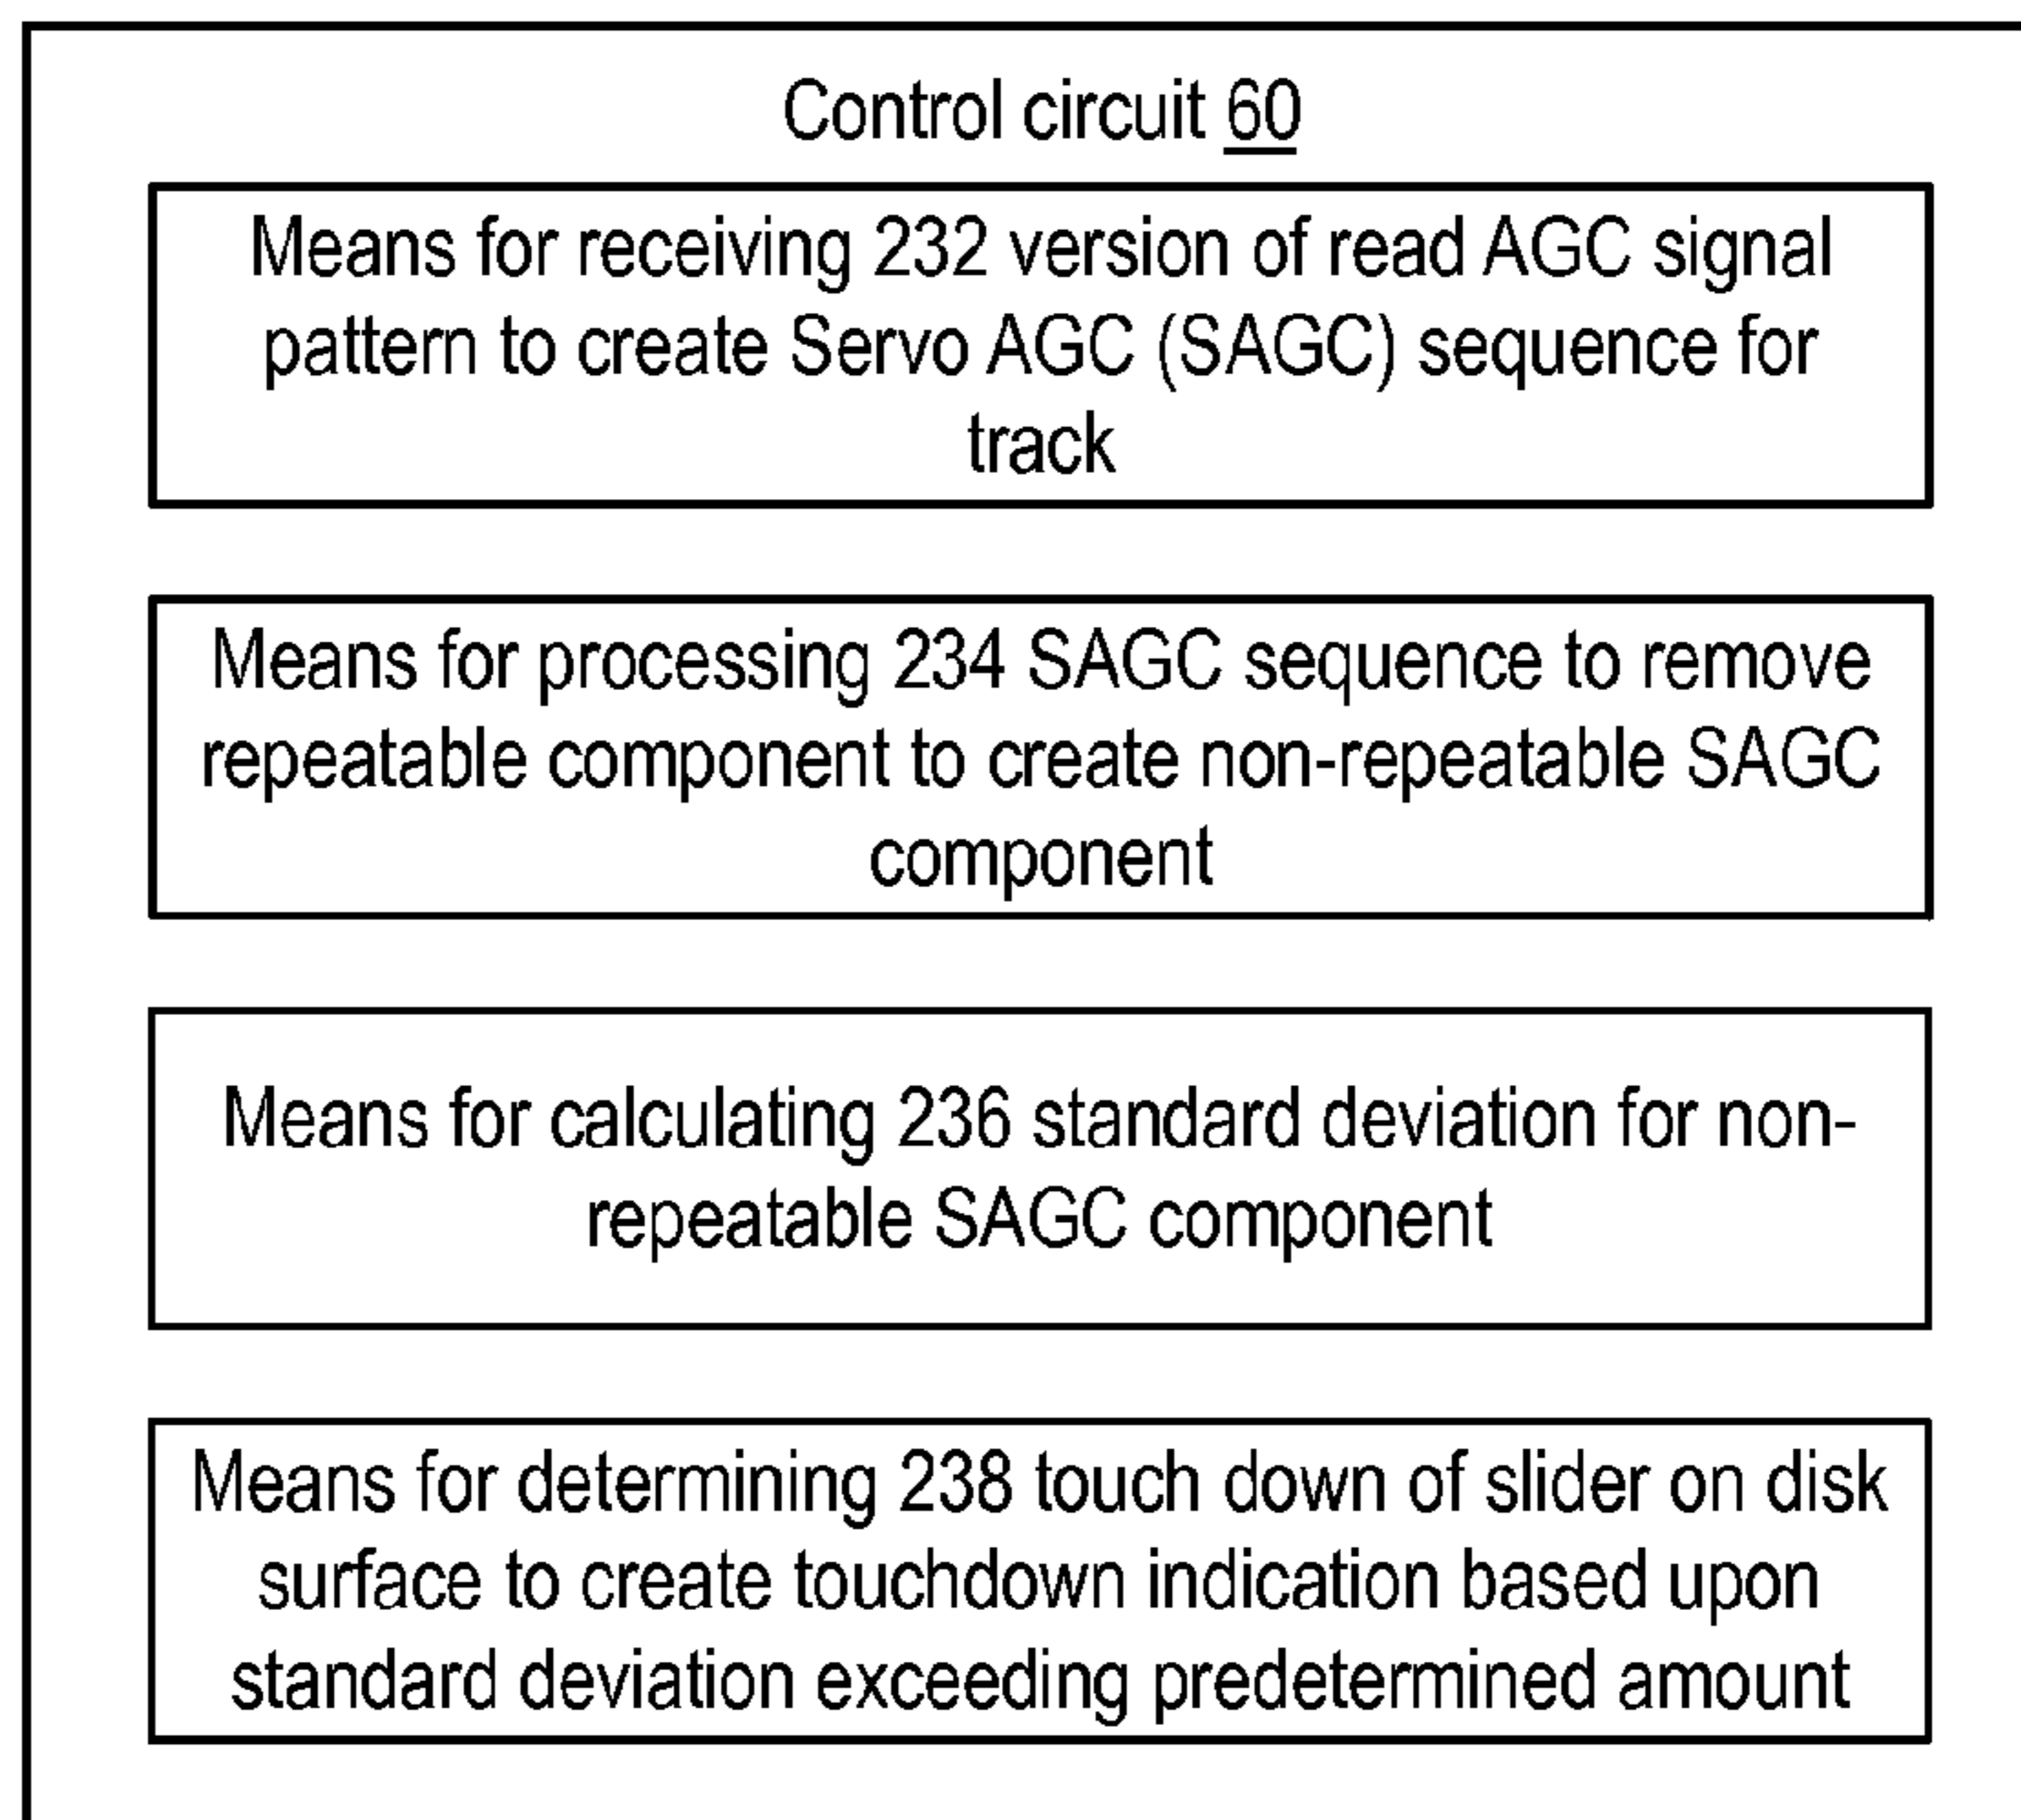 Control circuit 60
Means for receiving 232 version of read AGC signal
pattern to create Servo AGC (SAGC) sequence for
track
Means for processing 234 SAGC sequence to remove
repeatable component to create non-repeatable SAGC
component
Means for calculating 236 standard deviation for non-
repeatable SAGC component
Means for determining 238 touch down of slider on disk
surface to create touchdown indication based upon
standard deviation exceeding predetermined amount